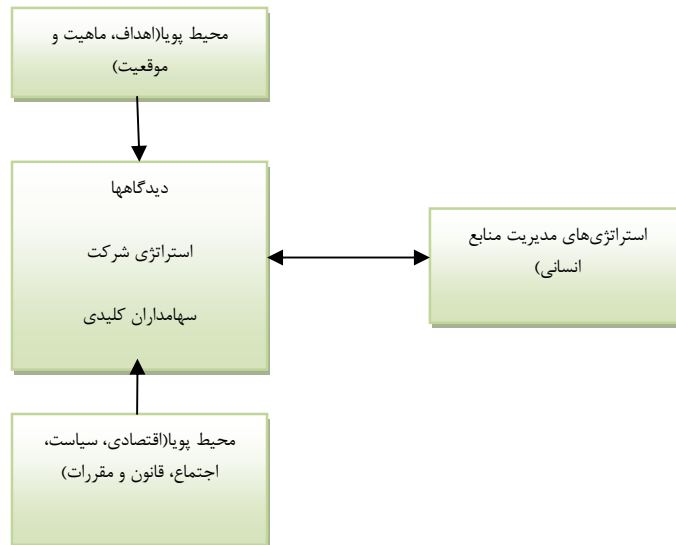 محیط پویا(اهداف، ماهیت و
موقعیت)
دیدگاهها
استراتژی شرکت
سهامداران کلیدی
استراتژی‌های مدیریت منابع
انسانی)
محیط پویا(اقتصادی، سیاست،
اجتماع، قانون و مقررات)